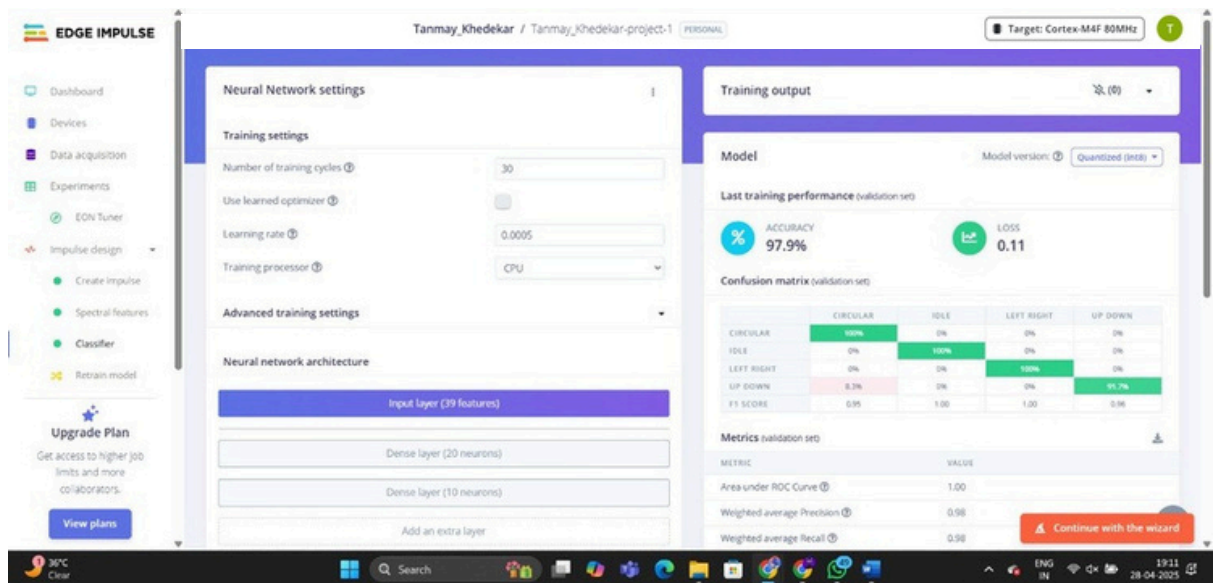 EDGE IMPULSE
Tanmay_Khedekar / Tanmay_Khedekar-project-1 PERSONAL
Target: Cortex-M4F 80MHz
T
Dashboard
Devices
Data acquisition
Experiments
EON Tuner
Impulse design
Create impulse
Spectral features
Classifier
Retrain model
Upgrade Plan
Get access to higher job
limits and more
collaborators.
View plans
Neural Network settings
Training settings
Number of training cycles 30
Use learned optimizer
Learning rate 0.0005
Training processor CPU
Advanced training settings
Neural network architecture
Input layer (39 features)
Dense layer (20 neurons)
Dense layer (10 neurons)
Add an extra layer
Training output (0)
Model Model version: Quantized (int8)
Last training performance (validation set)
% ACCURACY
97.9%
LOSS
0.11
Confusion matrix (validation set)
CIRCULAR IDLE LEFT RIGHT UP DOWN
CIRCULAR 100% 0% 0% 0%
IDLE 0% 100% 0% 0%
LEFT RIGHT 0% 0% 100% 0%
UP DOWN 8.3% 0% 0% 91.7%
F1 SCORE 0.95 1.00 1.00 0.96
Metrics (validation set)
METRIC VALUE
Area under ROC Curve 1.00
Weighted average Precision 0.98
Weighted average Recall 0.98
Continue with the wizard
1 36°C
Clear
Search
ENG
IN
19:11
28-04-2025